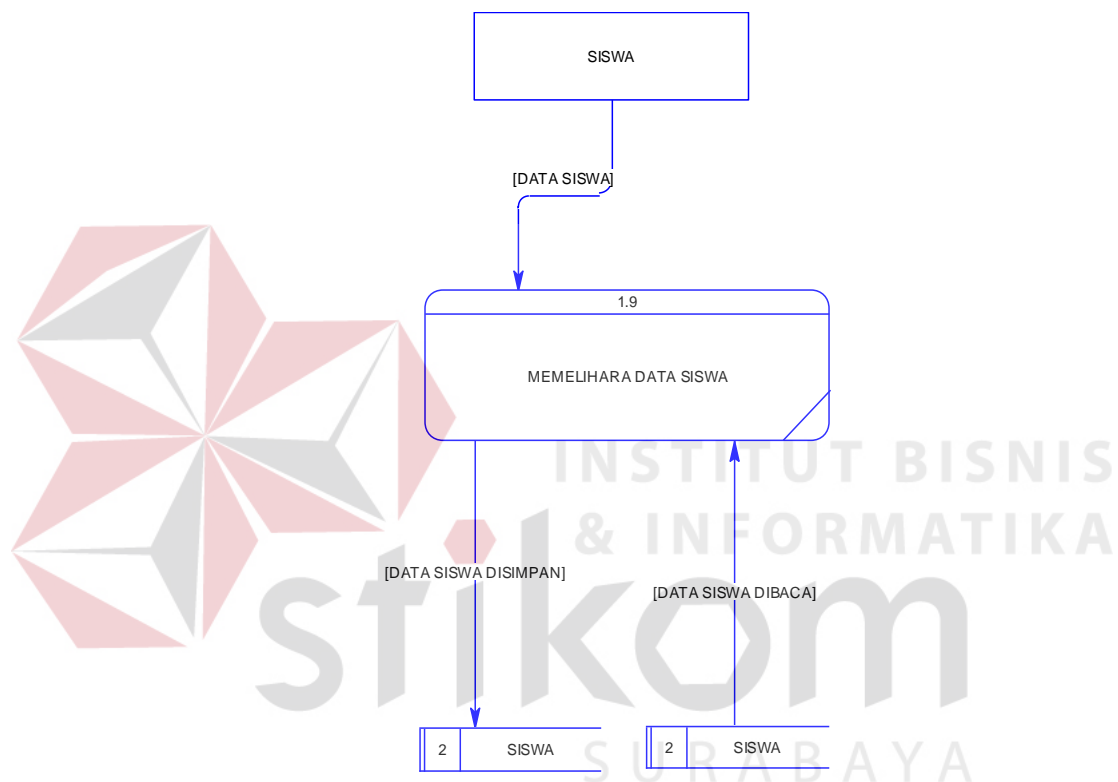 SISWA
[DATA SISWA]
1.9
MEMELIHARA DATA SISWA
INSTITUT BISNIS
& INFORMATIKA
stikom
SURABAYA
[DATA SISWA DISIMPAN]
[DATA SISWA DIBACA]
2 SISWA
2 SISWA